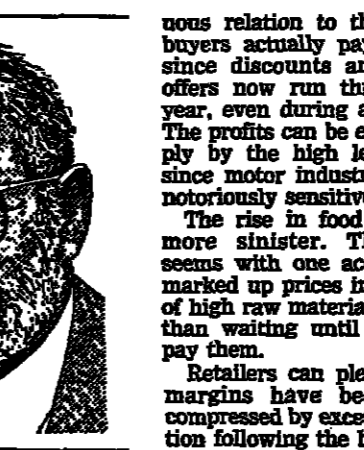 uous relation to th
buyers actually pay
since discounts an
offers now run thr
year, even during a
The profits can be e
ply by the high le
since motor industr
notoriously sensitive
The rise in food
more sinister. Th
seems with one ac
marked up prices in
of high raw materia
than waiting until
pay them.
Retailers can ple
margins have be
compressed by exce
tion following the